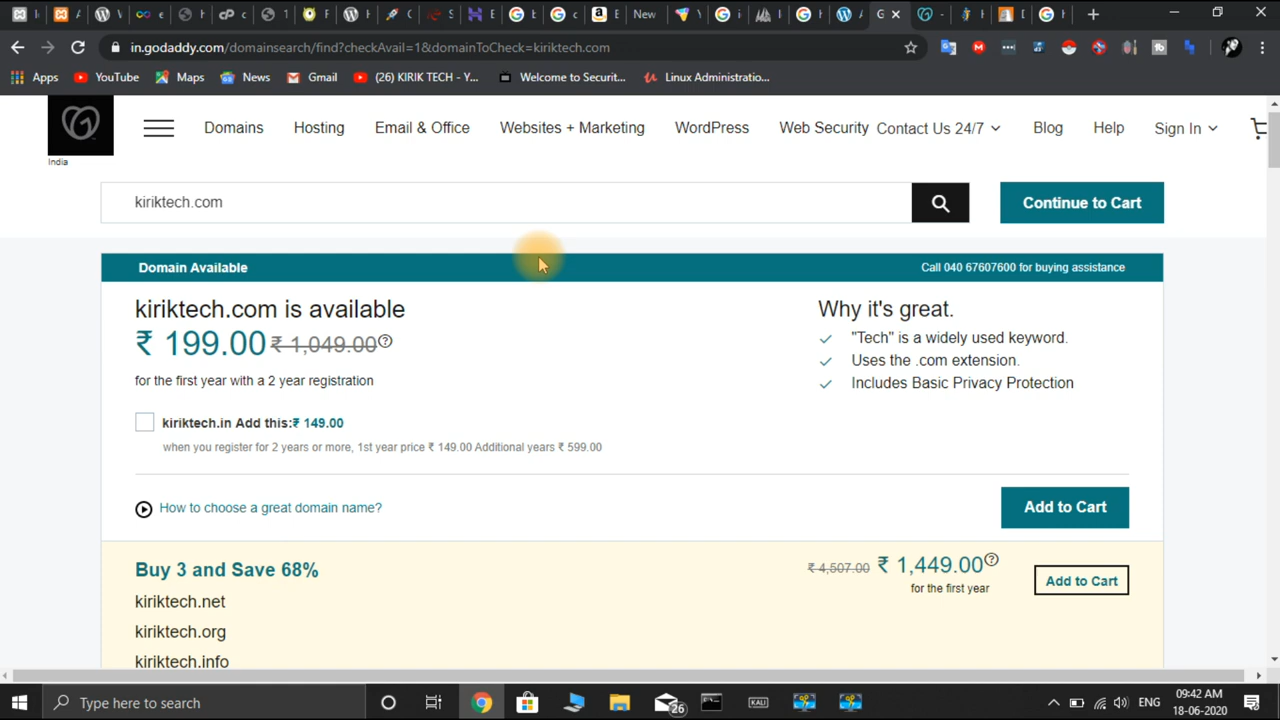 New
in.godaddy.com/domainsearch/find?checkAvail=1&domainToCheck=kiriktech.com
Apps
YouTube
Maps
News
Gmail
(26) KIRIK TECH - Y...
Welcome to Securit...
Linux Administratio...
India
Domains
Hosting
Email & Office
Websites + Marketing
WordPress
Web Security
Contact Us 24/7
Blog
Help
Sign In
kiriktech.com
Continue to Cart
Domain Available
Call 040 67607600 for buying assistance
kiriktech.com is available
₹ 199.00 ₹ 1,049.00
for the first year with a 2 year registration
Why it's great.
"Tech" is a widely used keyword.
Uses the .com extension.
Includes Basic Privacy Protection
kiriktech.in Add this:₹ 149.00
when you register for 2 years or more, 1st year price ₹ 149.00 Additional years ₹ 599.00
How to choose a great domain name?
Add to Cart
Buy 3 and Save 68%
₹ 4,507.00 ₹ 1,449.00
for the first year
Add to Cart
kiriktech.net
kiriktech.org
kiriktech.info
Type here to search
26
KALI
ENG
09:42 AM
18-06-2020